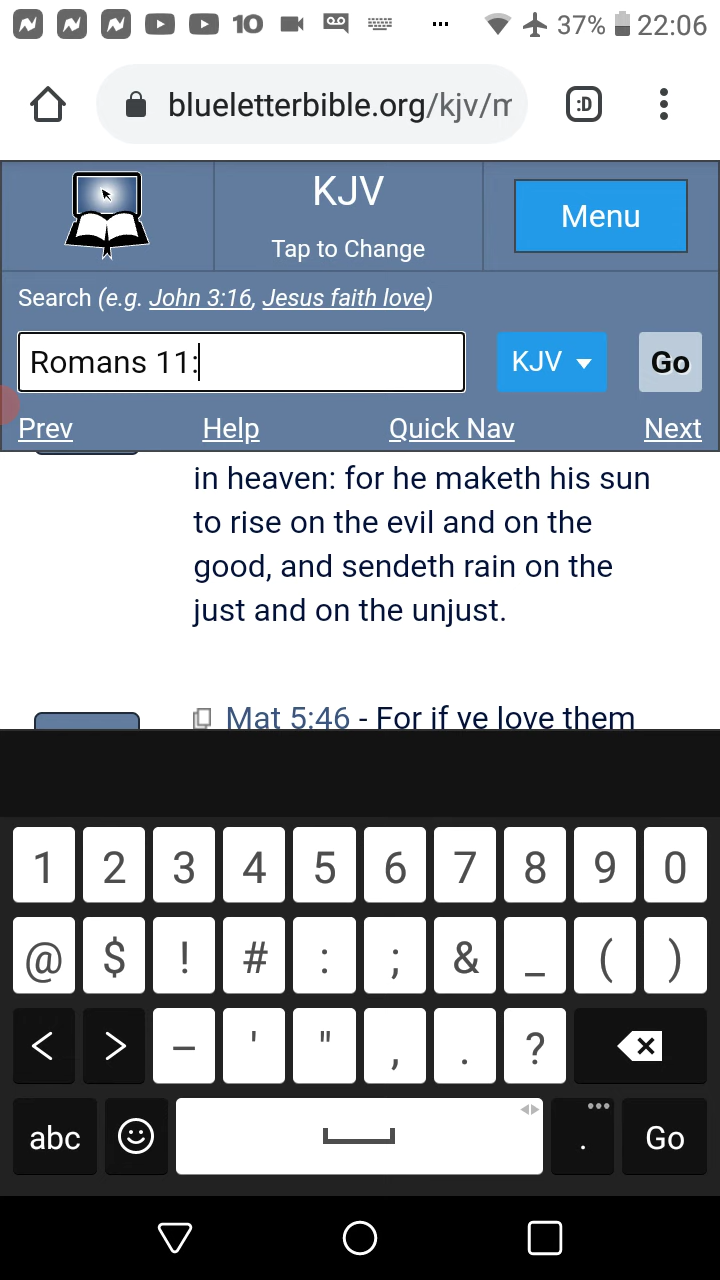 10 ... 37% 22:06
blueletterbible.org/kjv/m :D
KJV
Tap to Change
Menu
Search (e.g. John 3:16, Jesus faith love)
Romans 11: KJV Go
Prev Help Quick Nav Next
in heaven: for he maketh his sun
to rise on the evil and on the
good, and sendeth rain on the
just and on the unjust.
Mat 5:46 - For if ye love them
1 2 3 4 5 6 7 8 9 0
@ $ ! # : ; & _ ( )
< > – ' " , . ?
abc . Go